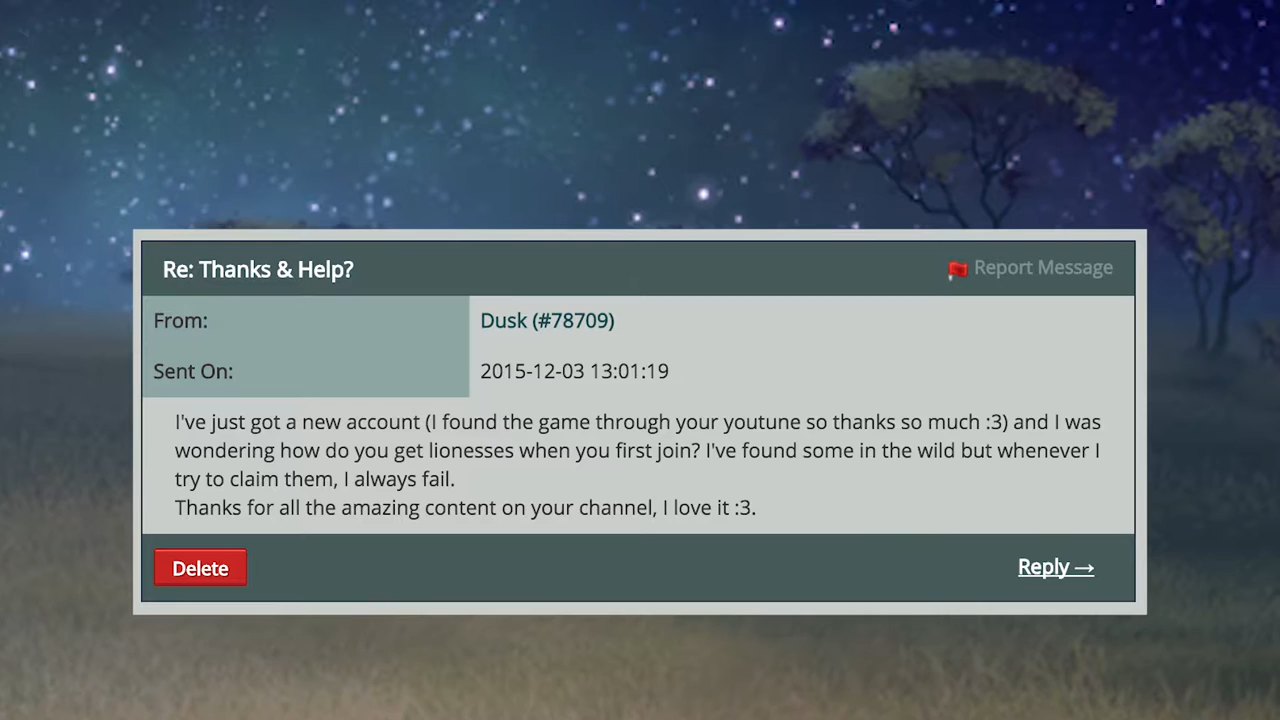 Re: Thanks & Help?
Report Message
From:
Dusk (#78709)
Sent On:
2015-12-03 13:01:19
I've just got a new account (I found the game through your youtune so thanks so much :3) and I was
wondering how do you get lionesses when you first join? I've found some in the wild but whenever I
try to claim them, I always fail.
Thanks for all the amazing content on your channel, I love it :3.
Delete
Reply →